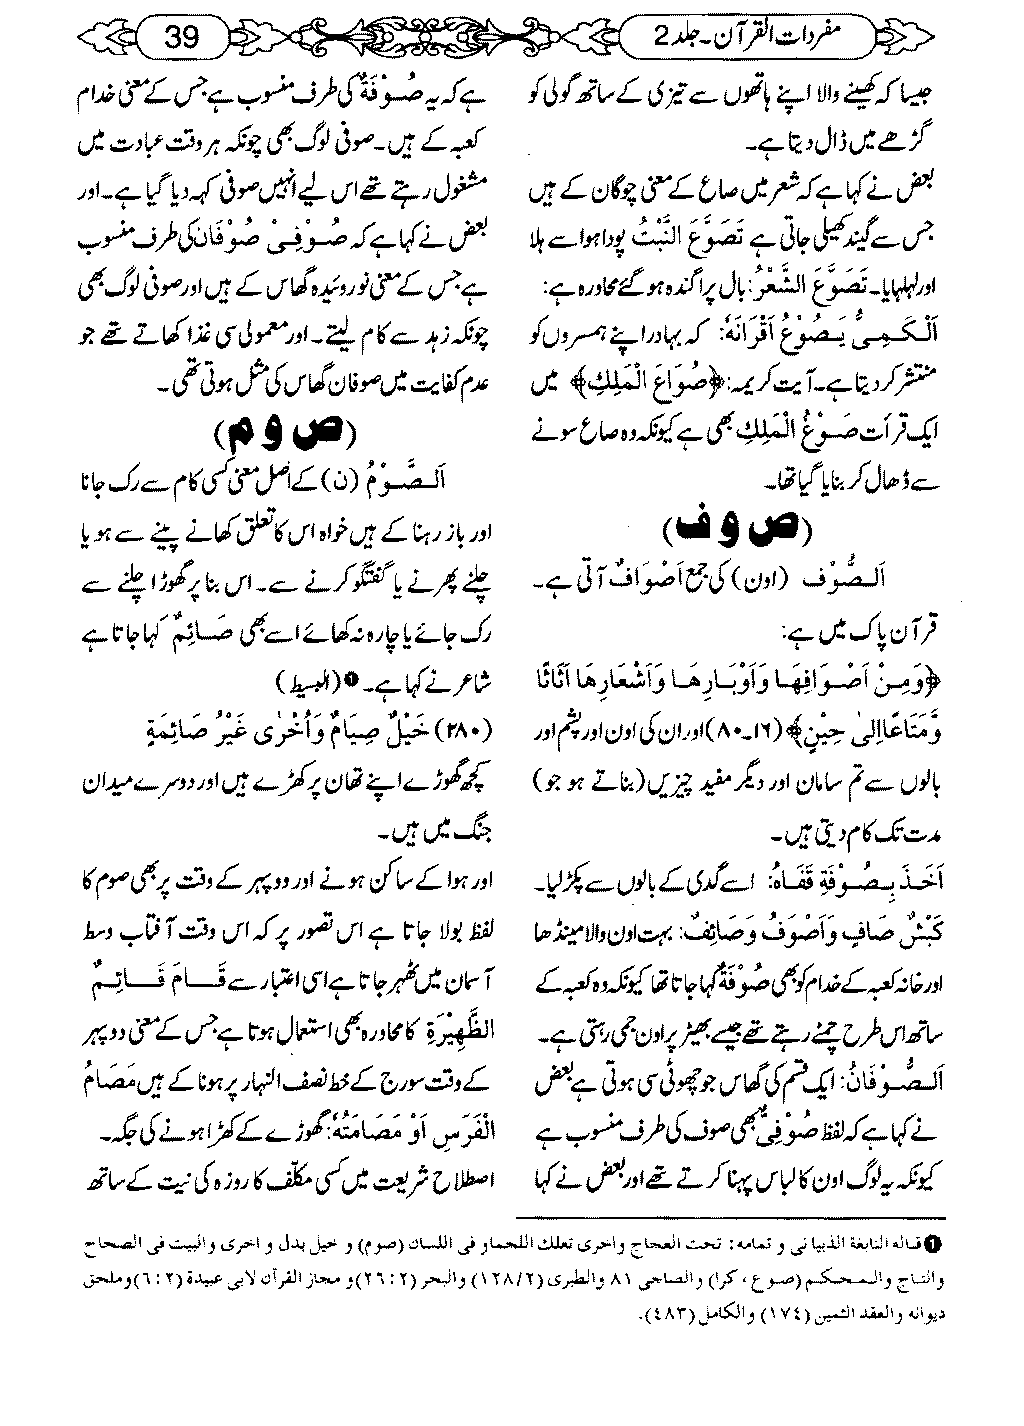 مفردات القرآن ۔ جلد 2
39
جیسا کہ کھیلنے والا اپنے ہاتھوں سے تیزی کے ساتھ گولی کو
گڑھے میں ڈال دیتا ہے۔
بعض نے کہا ہے کہ شعر میں صاع کے معنی چوگان کے ہیں
جس سے گیند کھیلی جاتی ہے تَصَوَّعَ النَّبْتُ پودا ہوا سے ہلا
اور لہلہایا۔ تَصَوَّعَ الشَّعْرُ: بال پراگندہ ہو گئے محاورہ ہے:
اَلْكَمِیُّ یَصُوْعُ اَقْرَانَهٗ: کہ بہادر اپنے ہمسروں کو
منتشر کر دیتا ہے۔ آیت کریمہ: ﴿صُوَاعَ الْمَلِكِ﴾ میں
ایک قرأت صَوْغُ الْمَلِكِ بھی ہے کیونکہ وہ صاع سونے
سے ڈھال کر بنایا گیا تھا۔
(ص و ف)
اَلصُّوْف (اون) کی جمع اَصْوَافٌ آتی ہے۔
قرآن پاک میں ہے:
﴿وَمِنْ اَصْوَافِهَا وَاَوْبَارِهَا وَاَشْعَارِهَا اَثَاثًا
وَّمَتَاعًا اِلٰی حِیْنٍ﴾ (۱۶۔۸۰) اور ان کی اون اور پشم اور
بالوں سے تم سامان اور دیگر مفید چیزیں (بناتے ہو جو)
مدت تک کام دیتی ہیں۔
اَخَذَ بِصُوْفَةِ قَفَاهُ: اسے گدی کے بالوں سے پکڑ لیا۔
كَبْشٌ صَافٍ وَاَصْوَفُ وَصَائِفٌ: بہت اون والا مینڈھا
اور خانہ کعبہ کے خدام کو بھی صُوْفَةٌ کہا جاتا تھا کیونکہ وہ کعبہ کے
ساتھ اس طرح چمٹے رہتے تھے جیسے بھیڑ پر اون جمی رہتی ہے۔
اَلصُّوْفَانُ: ایک قسم کی گھاس جو چھوٹی سی ہوتی ہے بعض
نے کہا ہے کہ لفظ صُوْفِیٌّ بھی صوف کی طرف منسوب ہے
کیونکہ یہ لوگ اون کا لباس پہنا کرتے تھے اور بعض نے کہا
ہے کہ یہ صُوْفَةٌ کی طرف منسوب ہے جس کے معنی خدام
کعبہ کے ہیں۔ صوفی لوگ بھی چونکہ ہر وقت عبادت میں
مشغول رہتے تھے اس لیے انہیں صوفی کہہ دیا گیا ہے۔ اور
بعض نے کہا ہے کہ صُوْفِیْ صُوْفَان کی طرف منسوب
ہے جس کے معنی نوروئیدہ گھاس کے ہیں اور صوفی لوگ بھی
چونکہ زہد سے کام لیتے۔ اور معمولی سی غذا کھاتے تھے جو
عدم کفایت میں صوفان گھاس کی مثل ہوتی تھی۔
(ص و م)
اَلصَّوْمُ (ن) کے اصل معنی کسی کام سے رک جانا
اور باز رہنا کے ہیں خواہ اس کا تعلق کھانے پینے سے ہو یا
چلنے پھرنے یا گفتگو کرنے سے۔ اس بنا پر گھوڑا چلنے سے
رک جائے یا چارہ نہ کھائے اسے بھی صَائِمٌ کہا جاتا ہے
شاعر نے کہا ہے۔❶ (البسیط)
(۲۸۰) خَیْلٌ صِیَامٌ وَاُخْرٰی غَیْرُ صَائِمَةٍ
کچھ گھوڑے اپنے تھان پر کھڑے ہیں اور دوسرے میدان
جنگ میں ہیں۔
اور ہوا کے ساکن ہونے اور دوپہر کے وقت پر بھی صوم کا
لفظ بولا جاتا ہے اس تصور پر کہ اس وقت آفتاب وسط
آسمان میں ٹھہر جاتا ہے اسی اعتبار سے قَامَ قَائِمُ
الظَّهِیْرَةِ کا محاورہ بھی استعمال ہوتا ہے جس کے معنی دوپہر
کے وقت سورج کے خط نصف النہار پر ہونا کے ہیں مَصَامُ
الْفَرَسِ اَوْ مَصَامَتُهٗ: گھوڑے کے کھڑا ہونے کی جگہ۔
اصطلاح شریعت میں کسی مکلّف کا روزہ کی نیت کے ساتھ
❶ قاله النابغة الذبیانی و تمامه: تحت العجاج واخری تعلك اللحمار فی اللسان (صوم) و خیل بدل و اخری والبیت فی الصحاح
والتاج والمحکم (صوع ، کرا) والصاحی ۸۱ والطبری (۱۲۸/۲) والبحر (۲ : ۲۶) و مجاز القرآن لابی عبیدة (۲ : ۶) وملحق
دیوانه والعقد الثمین (۱۷٤) والکامل (٤۸۳).